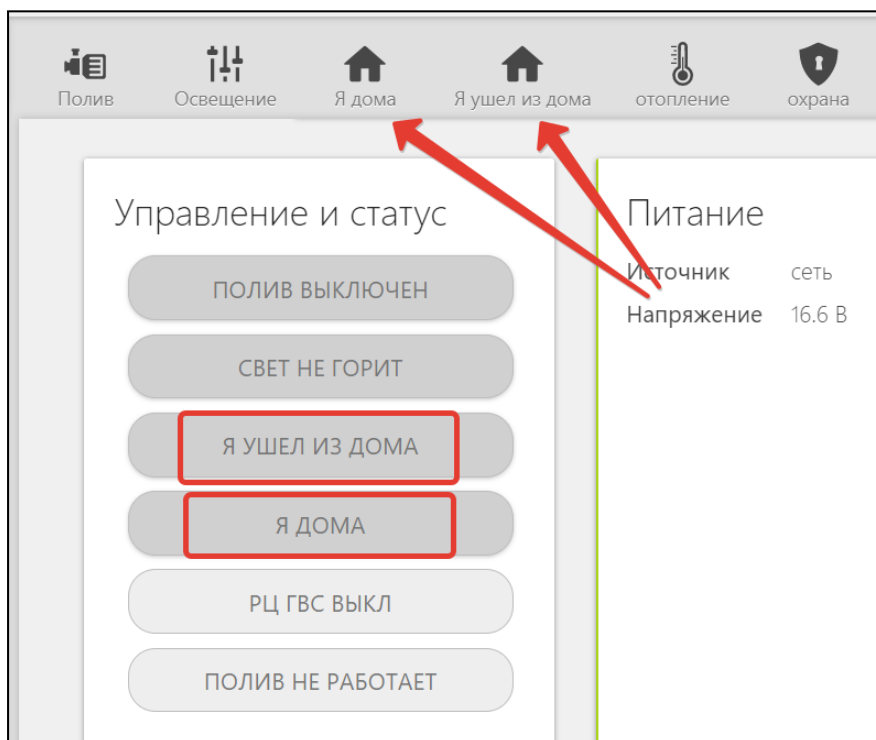 Полив
Освещение
Я дома
Я ушел из дома
отопление
охрана
Управление и статус
ПОЛИВ ВЫКЛЮЧЕН
СВЕТ НЕ ГОРИТ
Я УШЕЛ ИЗ ДОМА
Я ДОМА
РЦ ГВС ВЫКЛ
ПОЛИВ НЕ РАБОТАЕТ
Питание
Источник сеть
Напряжение 16.6 В